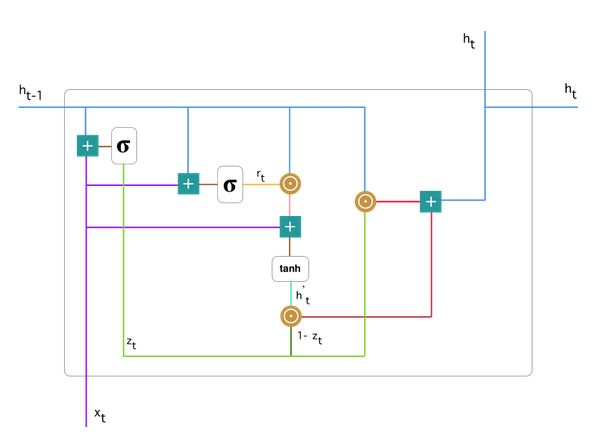 h_t
h_t-1
h_t
+
σ
+
σ
r_t
+
+
tanh
h'_t
1- z_t
z_t
x_t